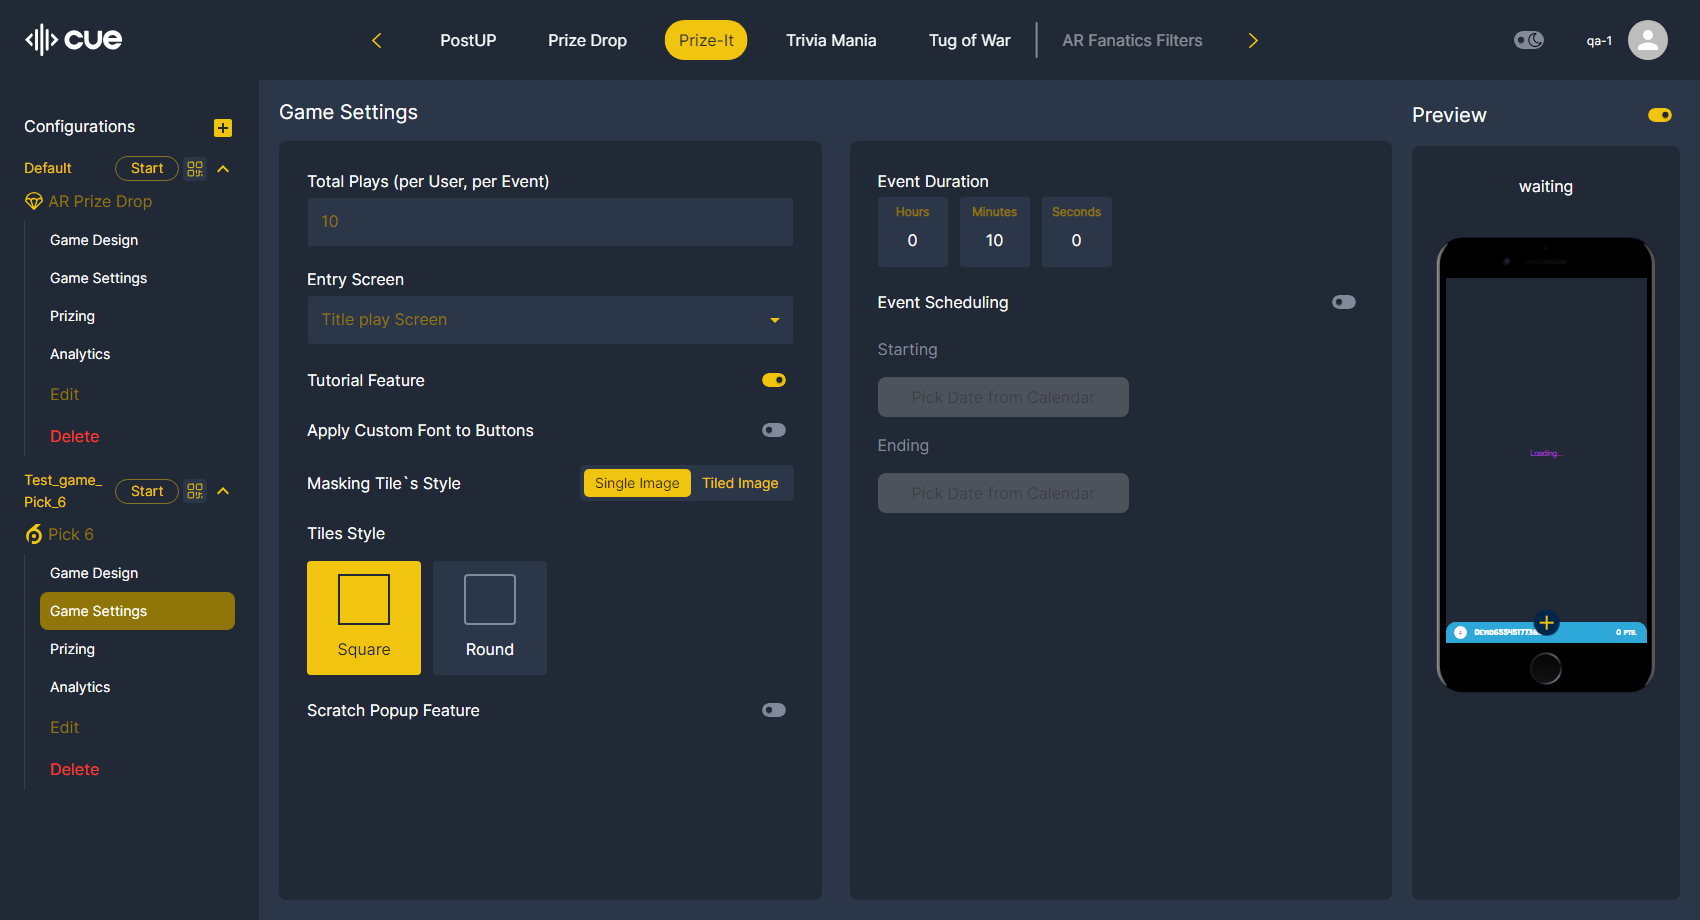 cue
PostUP
Prize Drop
Prize-It
Trivia Mania
Tug of War
AR Fanatics Filters
qa-1
Configurations
Default
Start
AR Prize Drop
Game Design
Game Settings
Prizing
Analytics
Edit
Delete
Test_game_
Pick_6
Start
Pick 6
Game Design
Game Settings
Prizing
Analytics
Edit
Delete
Game Settings
Total Plays (per User, per Event)
10
Entry Screen
Title play Screen
Tutorial Feature
Apply Custom Font to Buttons
Masking Tile`s Style
Single Image
Tiled Image
Tiles Style
Square
Round
Scratch Popup Feature
Event Duration
Hours
Minutes
Seconds
0
10
0
Event Scheduling
Starting
Pick Date from Calendar
Ending
Pick Date from Calendar
Preview
waiting
Loading...
0 PTS.